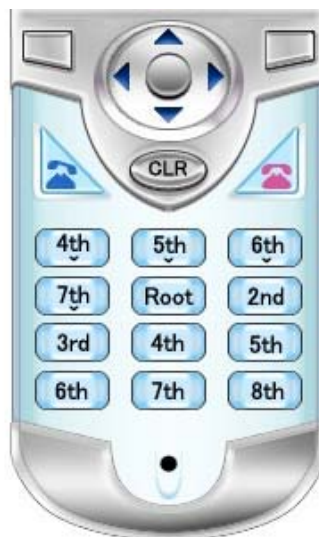 CLR
4th 5th 6th
7th Root 2nd
3rd 4th 5th
6th 7th 8th